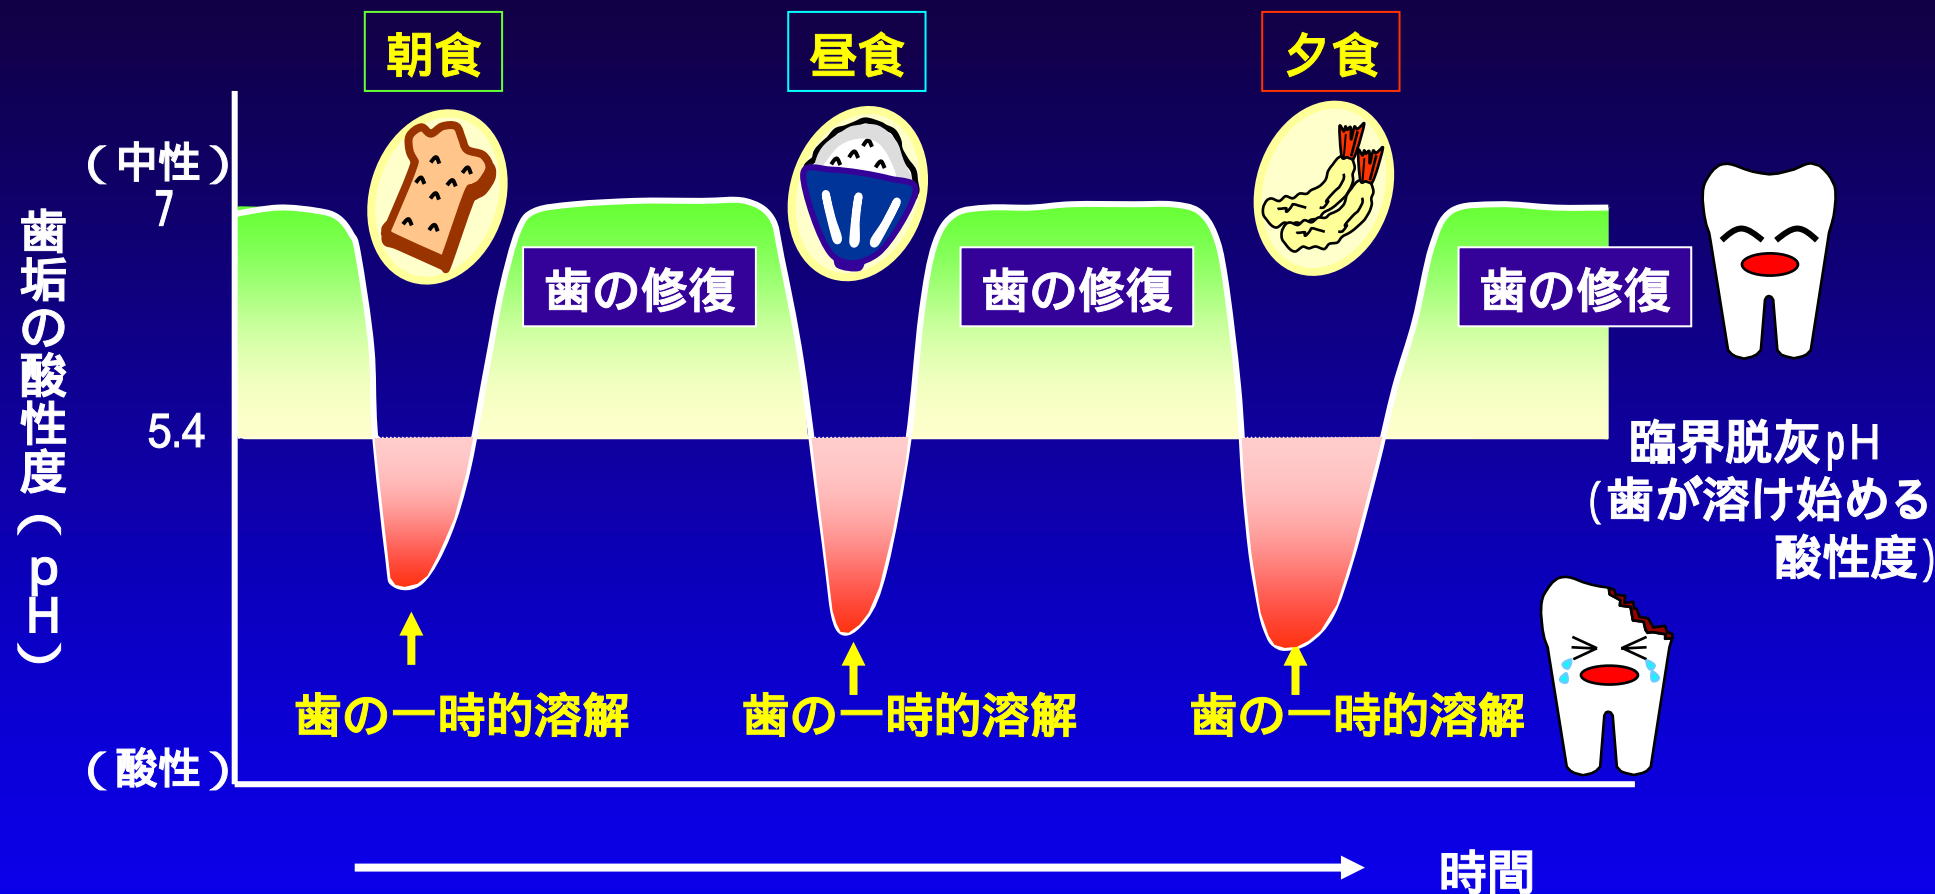 朝食
昼食
夕食
(中性)
7
歯垢の酸性度(pH)
5.4
(酸性)
歯の修復
歯の修復
歯の修復
臨界脱灰pH
(歯が溶け始める
酸性度)
歯の一時的溶解
歯の一時的溶解
歯の一時的溶解
時間